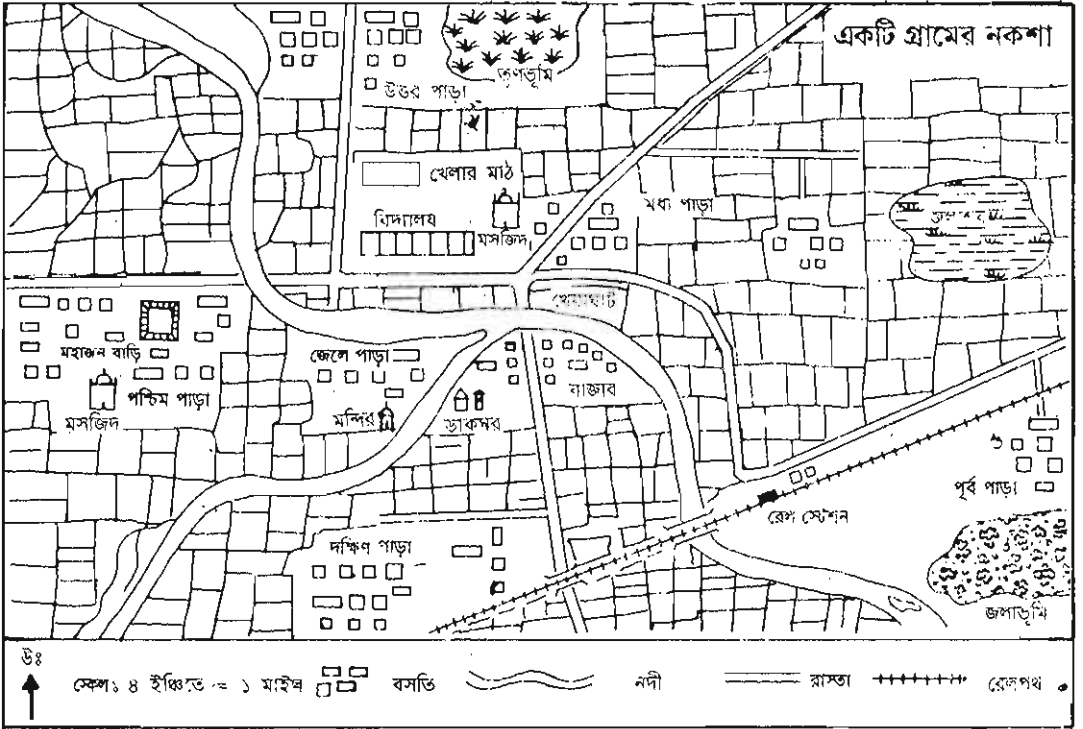 একটি গ্রামের নকশা
তৃণভূমি
উত্তর পাড়া
খেলার মাঠ
বিদ্যালয়
মসজিদ
মধ্য পাড়া
খেয়াঘাট
মহাজন বাড়ি
জেলে পাড়া
বাজার
পশ্চিম পাড়া
মসজিদ
মন্দির
ডাকঘর
পূর্ব পাড়া
রেল স্টেশন
দক্ষিণ পাড়া
জলাভূমি
উঃ
স্কেলঃ ৪ ইঞ্চিতে = ১ মাইল
বসতি
নদী
রাস্তা
রেলপথ